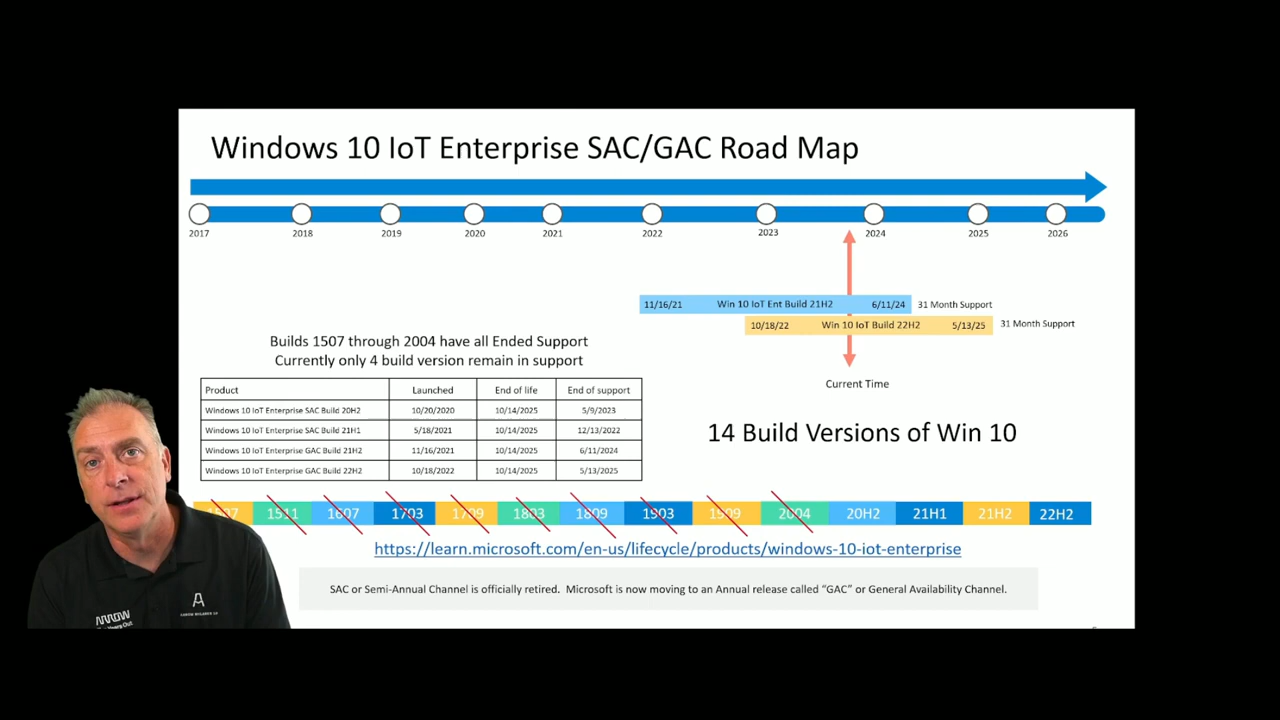 Windows 10 IoT Enterprise SAC/GAC Road Map
2017 2018 2019 2020 2021 2022 2023 2024 2025 2026
11/16/21 Win 10 IoT Ent Build 21H2 6/11/24 31 Month Support
10/18/22 Win 10 IoT Build 22H2 5/13/25 31 Month Support
Builds 1507 through 2004 have all Ended Support
Currently only 4 build version remain in support
Current Time
Product Launched End of life End of support
Windows 10 IoT Enterprise SAC Build 20H2 10/20/2020 10/14/2025 5/9/2023
Windows 10 IoT Enterprise SAC Build 21H1 5/18/2021 10/14/2025 12/13/2022
Windows 10 IoT Enterprise GAC Build 21H2 11/16/2021 10/14/2025 6/11/2024
Windows 10 IoT Enterprise GAC Build 22H2 10/18/2022 10/14/2025 5/13/2025
14 Build Versions of Win 10
1507 1511 1607 1703 1709 1803 1809 1903 1909 2004 20H2 21H1 21H2 22H2
https://learn.microsoft.com/en-us/lifecycle/products/windows-10-iot-enterprise
SAC or Semi-Annual Channel is officially retired. Microsoft is now moving to an Annual release called “GAC” or General Availability Channel.
ARROW